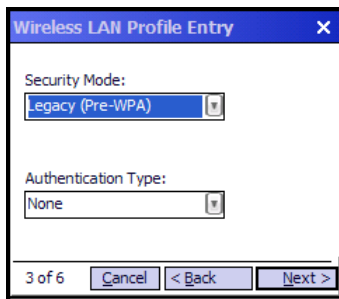 Wireless LAN Profile Entry
Security Mode:
Legacy (Pre-WPA)
Authentication Type:
None
3 of 6 Cancel < Back Next >